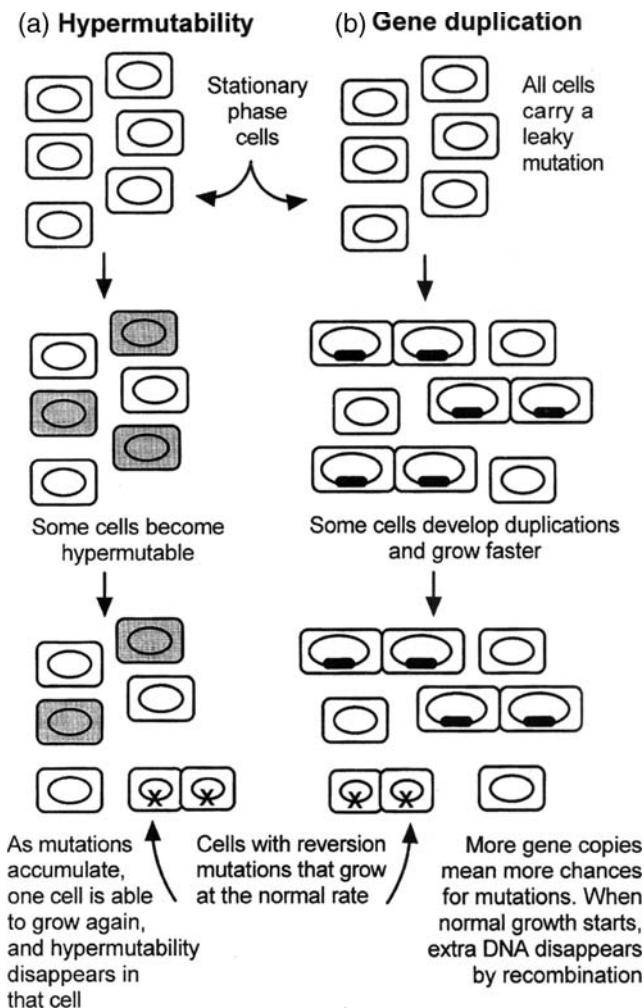 (a) Hypermutability
(b) Gene duplication
Stationary
phase
cells
All cells
carry a
leaky
mutation
Some cells become
hypermutable
Some cells develop duplications
and grow faster
X X
X X
As mutations
accumulate,
one cell is able
to grow again,
and hypermutability
disappears in
that cell
Cells with reversion
mutations that grow
at the normal rate
More gene copies
mean more chances
for mutations. When
normal growth starts,
extra DNA disappears
by recombination